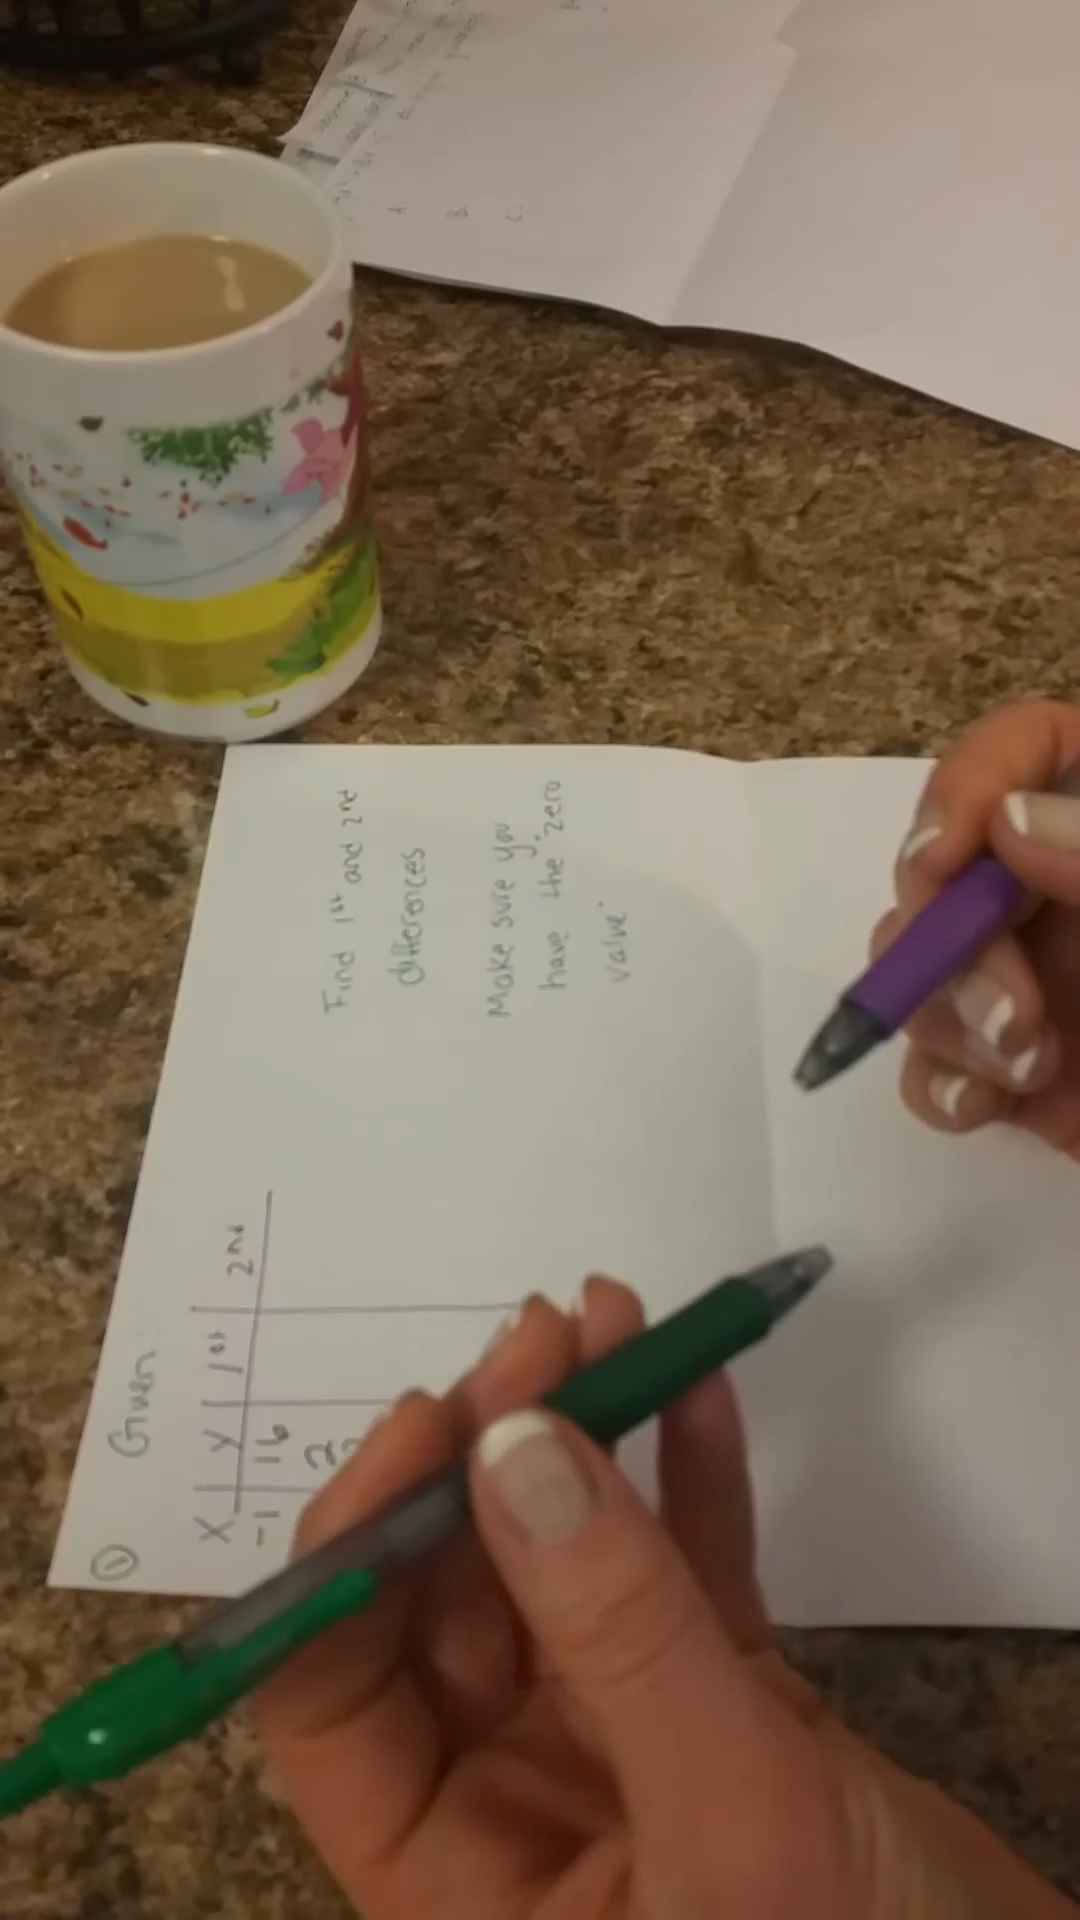 ① Given:
X Y 1st 2nd
-1 16
2
Find 1st and 2nd
differences
Make sure you
have the "zero
value"
A.
B.
C.